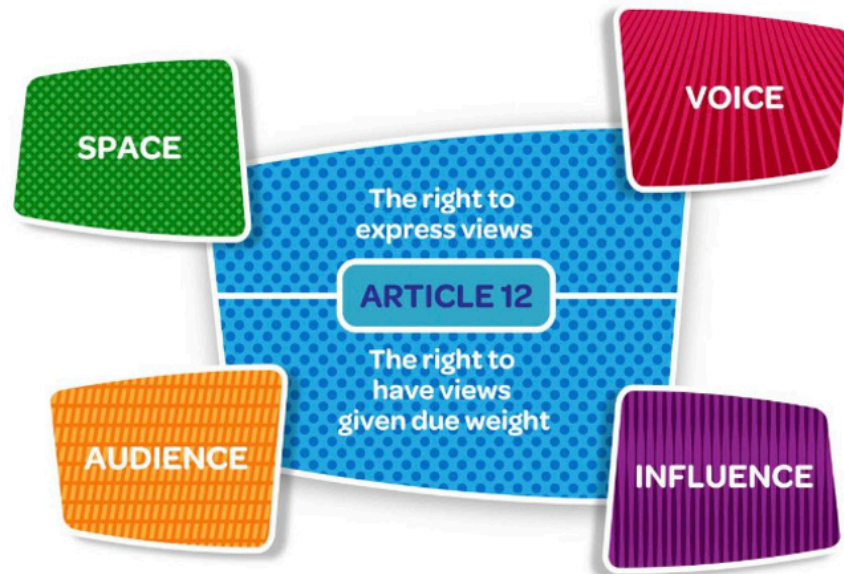 SPACE
VOICE
The right to
express views
ARTICLE 12
The right to
have views
given due weight
AUDIENCE
INFLUENCE